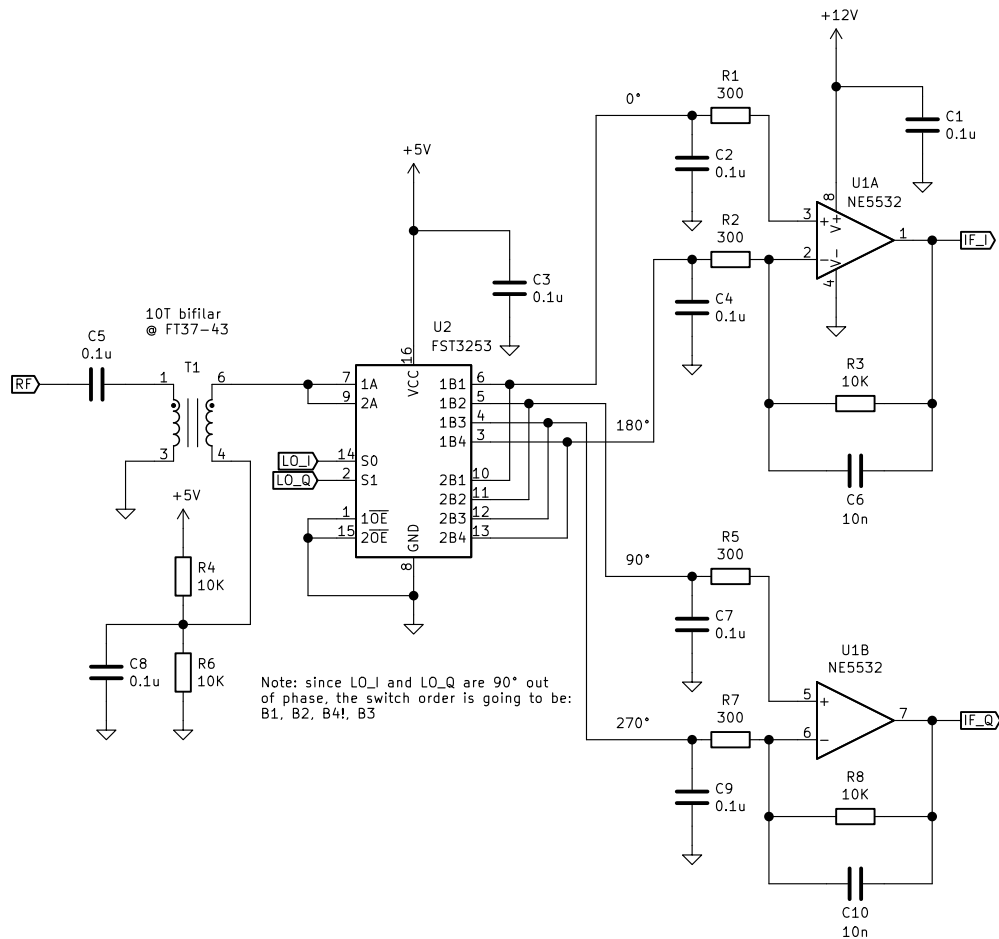 +12V
R1
300
0°
C1
0.1u
C2
0.1u
+5V
U1A
NE5532
8
V+
3
+
1
IF_I
R2
300
2
−
V-
4
C3
0.1u
C4
0.1u
180°
10T bifilar
@ FT37-43
U2
FST3253
C5
0.1u
T1
R3
10K
RF
1
6
3
4
16
VCC
7
1A
1B1
6
9
2A
1B2
5
1B3
4
1B4
3
LO_I
14
S0
LO_Q
2
S1
2B1
10
2B2
11
1
1OE
2B3
12
15
2OE
2B4
13
GND
8
C6
10n
+5V
R4
10K
R5
300
90°
C7
0.1u
C8
0.1u
R6
10K
Note: since LO_I and LO_Q are 90° out
of phase, the switch order is going to be:
B1, B2, B4!, B3
U1B
NE5532
5
+
7
IF_Q
R7
300
270°
6
−
C9
0.1u
R8
10K
C10
10n